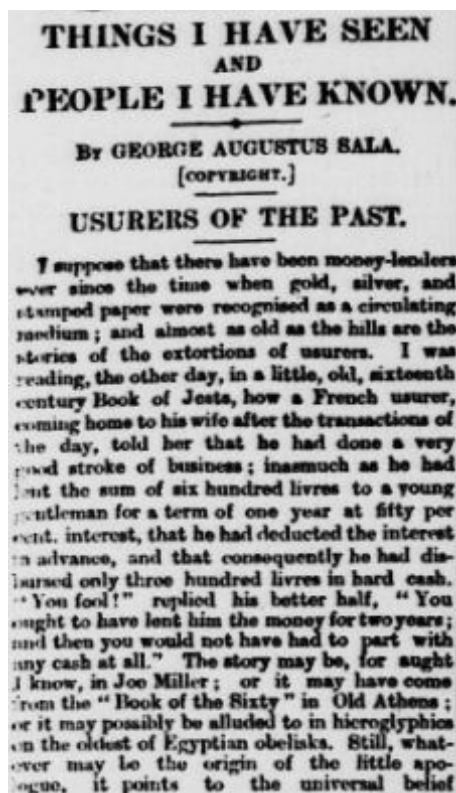 THINGS I HAVE SEEN
AND
PEOPLE I HAVE KNOWN.
BY GEORGE AUGUSTUS SALA.
[COPYRIGHT.]
USURERS OF THE PAST.
I suppose that there have been money-lenders
ever since the time when gold, silver, and
stamped paper were recognised as a circulating
medium; and almost as old as the hills are the
stories of the extortions of usurers. I was
reading, the other day, in a little, old, sixteenth
century Book of Jests, how a French usurer,
coming home to his wife after the transactions of
the day, told her that he had done a very
good stroke of business; inasmuch as he had
lent the sum of six hundred livres to a young
gentleman for a term of one year at fifty per
cent. interest, that he had deducted the interest
in advance, and that consequently he had dis-
bursed only three hundred livres in hard cash.
"You fool!" replied his better half, "You
ought to have lent him the money for two years;
and then you would not have had to part with
any cash at all." The story may be, for aught
I know, in Joe Miller; or it may have come
from the "Book of the Sixty" in Old Athens;
or it may possibly be alluded to in hieroglyphics
on the oldest of Egyptian obelisks. Still, what-
ever may be the origin of the little apo-
logue, it points to the universal belief